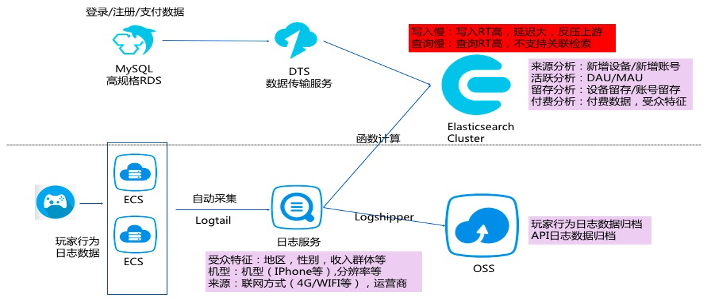 登录/注册/支付数据
MySQL
高规格RDS
DTS
数据传输服务
写入慢：写入RT高，延迟大，反压上游
查询慢：查询RT高，不支持关联检索
Elasticsearch
Cluster
来源分析：新增设备/新增账号
活跃分析：DAU/MAU
留存分析：设备留存/账号留存
付费分析：付费数据，受众特征
函数计算
玩家行为
日志数据
ECS
ECS
自动采集
Logtail
日志服务
Logshipper
OSS
玩家行为日志数据归档
API日志数据归档
受众特征：地区，性别，收入群体等
机型：机型（IPhone等）,分辨率等
来源：联网方式（4G/WIFI等），运营商